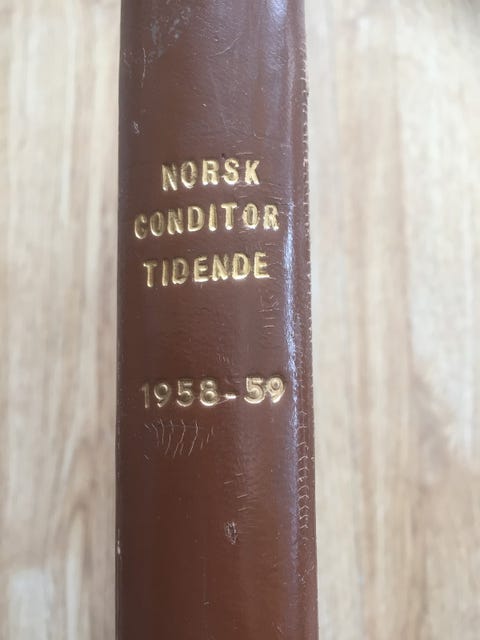 NORSK
CONDITOR
TIDENDE
1958-59